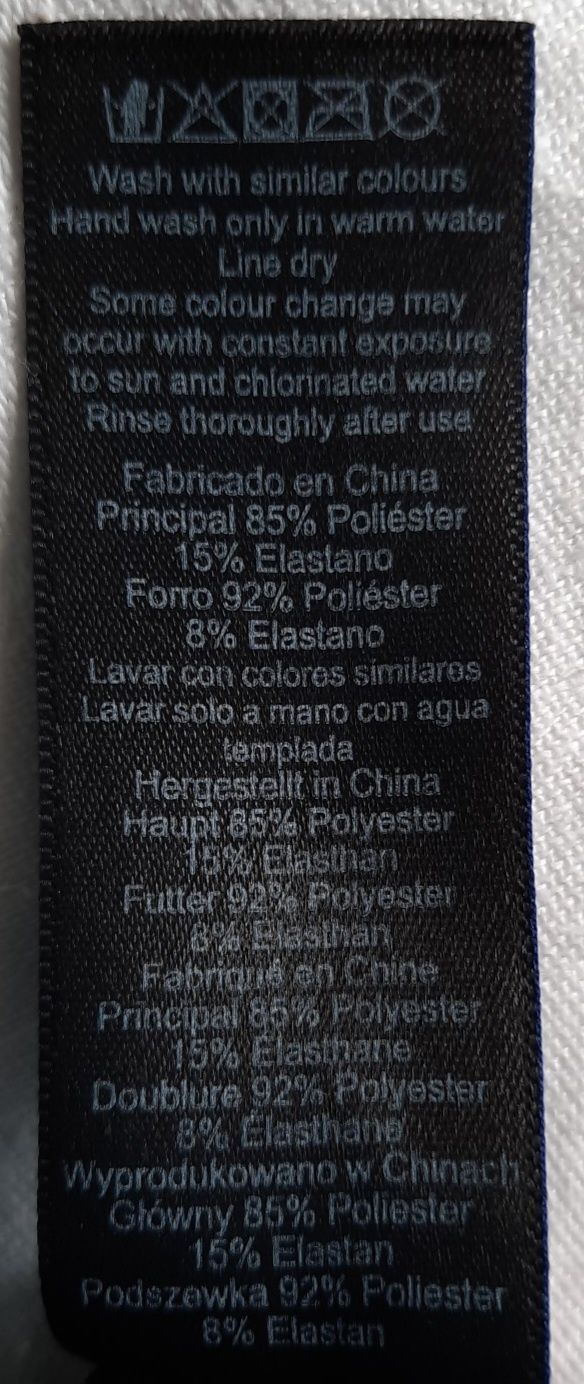 Wash with similar colours
Hand wash only in warm water
Line dry
Some colour change may
occur with constant exposure
to sun and chlorinated water
Rinse thoroughly after use
Fabricado en China
Principal 85% Poliéster
15% Elastano
Forro 92% Poliéster
8% Elastano
Lavar con colores similares
Lavar solo a mano con agua
templada
Hergestellt in China
Haupt 85% Polyester
15% Elasthan
Futter 92% Polyester
8% Elasthan
Fabriqué en Chine
Principal 85% Polyester
15% Elasthane
Doublure 92% Polyester
8% Élasthane
Wyprodukowano w Chinach
Główny 85% Poliester
15% Elastan
Podszewka 92% Poliester
8% Elastan